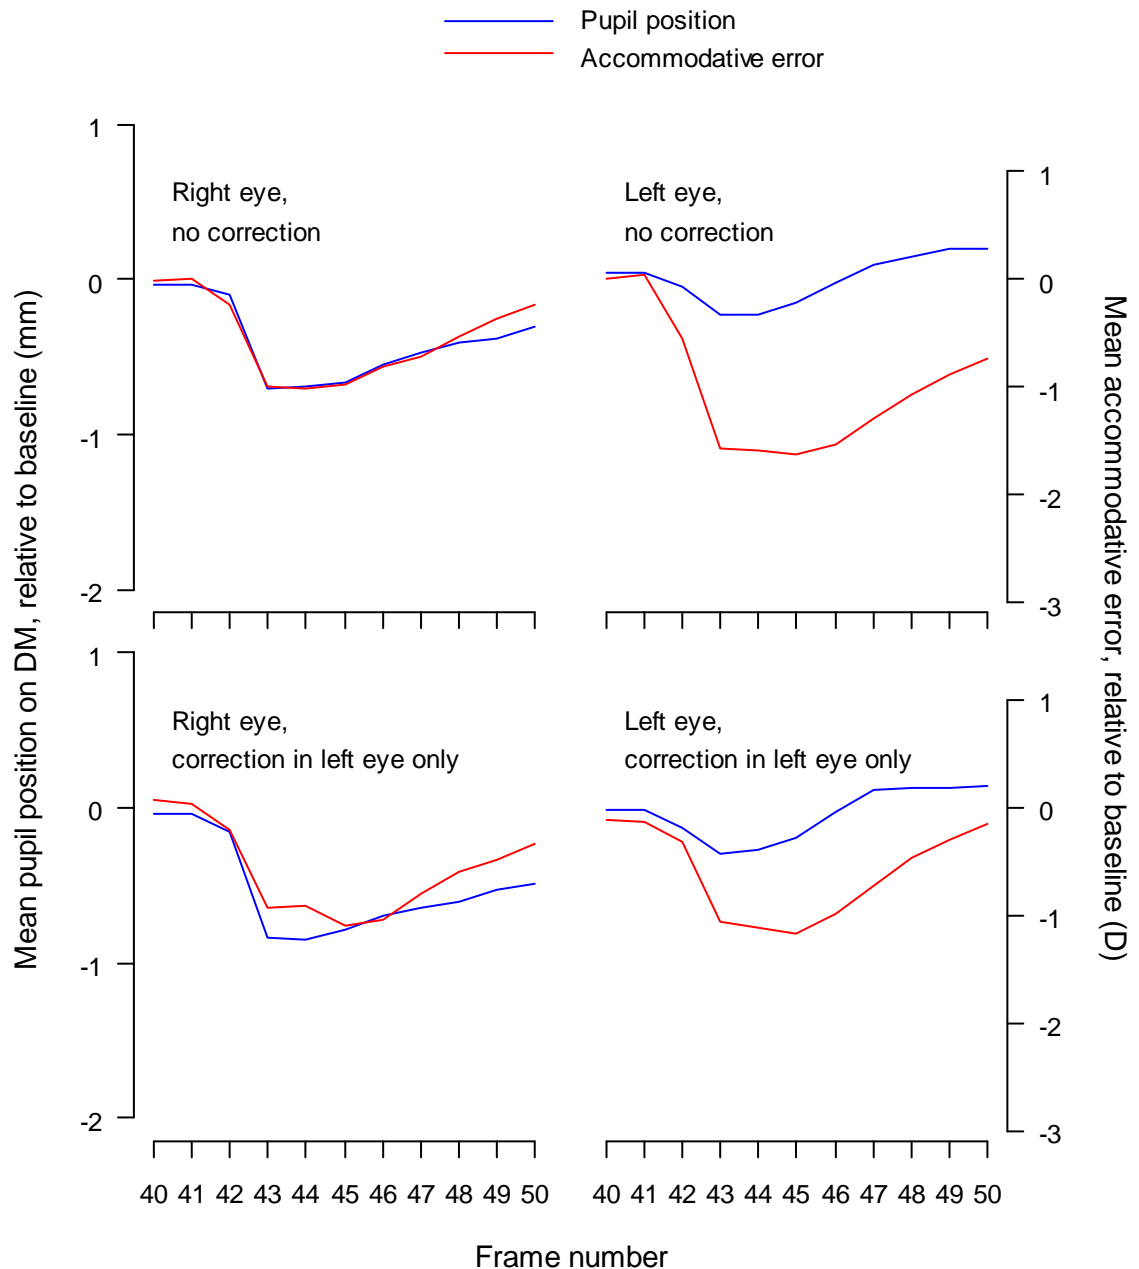 Pupil position
Accommodative error
Mean pupil position on DM, relative to baseline (mm)
1
0
-1
-2
Right eye,
no correction
Left eye,
no correction
1
0
-1
-2
-3
Mean accommodative error, relative to baseline (D)
1
0
-1
-2
Right eye,
correction in left eye only
Left eye,
correction in left eye only
1
0
-1
-2
-3
40 41 42 43 44 45 46 47 48 49 50
40 41 42 43 44 45 46 47 48 49 50
Frame number